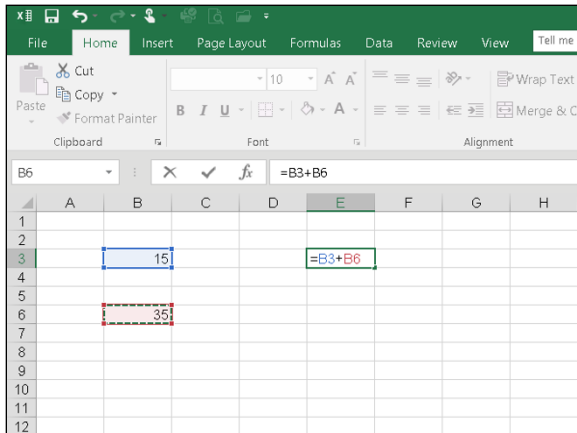 File Home Insert Page Layout Formulas Data Review View Tell me
Cut
Copy
Format Painter
Paste
10 A A
B I U A
Wrap Text
Merge & C
Clipboard Font Alignment
B6 fx =B3+B6
A B C D E F G H
1
2
3 15 =B3+B6
4
5
6 35
7
8
9
10
11
12